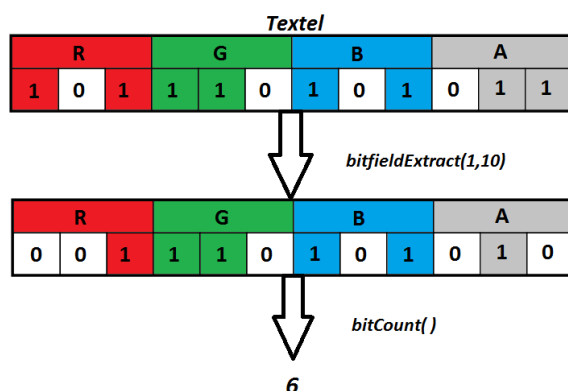 Textel
R G B A
1 0 1 1 1 0 1 0 1 0 1 1
bitfieldExtract(1,10)
R G B A
0 0 1 1 1 0 1 0 1 0 1 0
bitCount( )
6